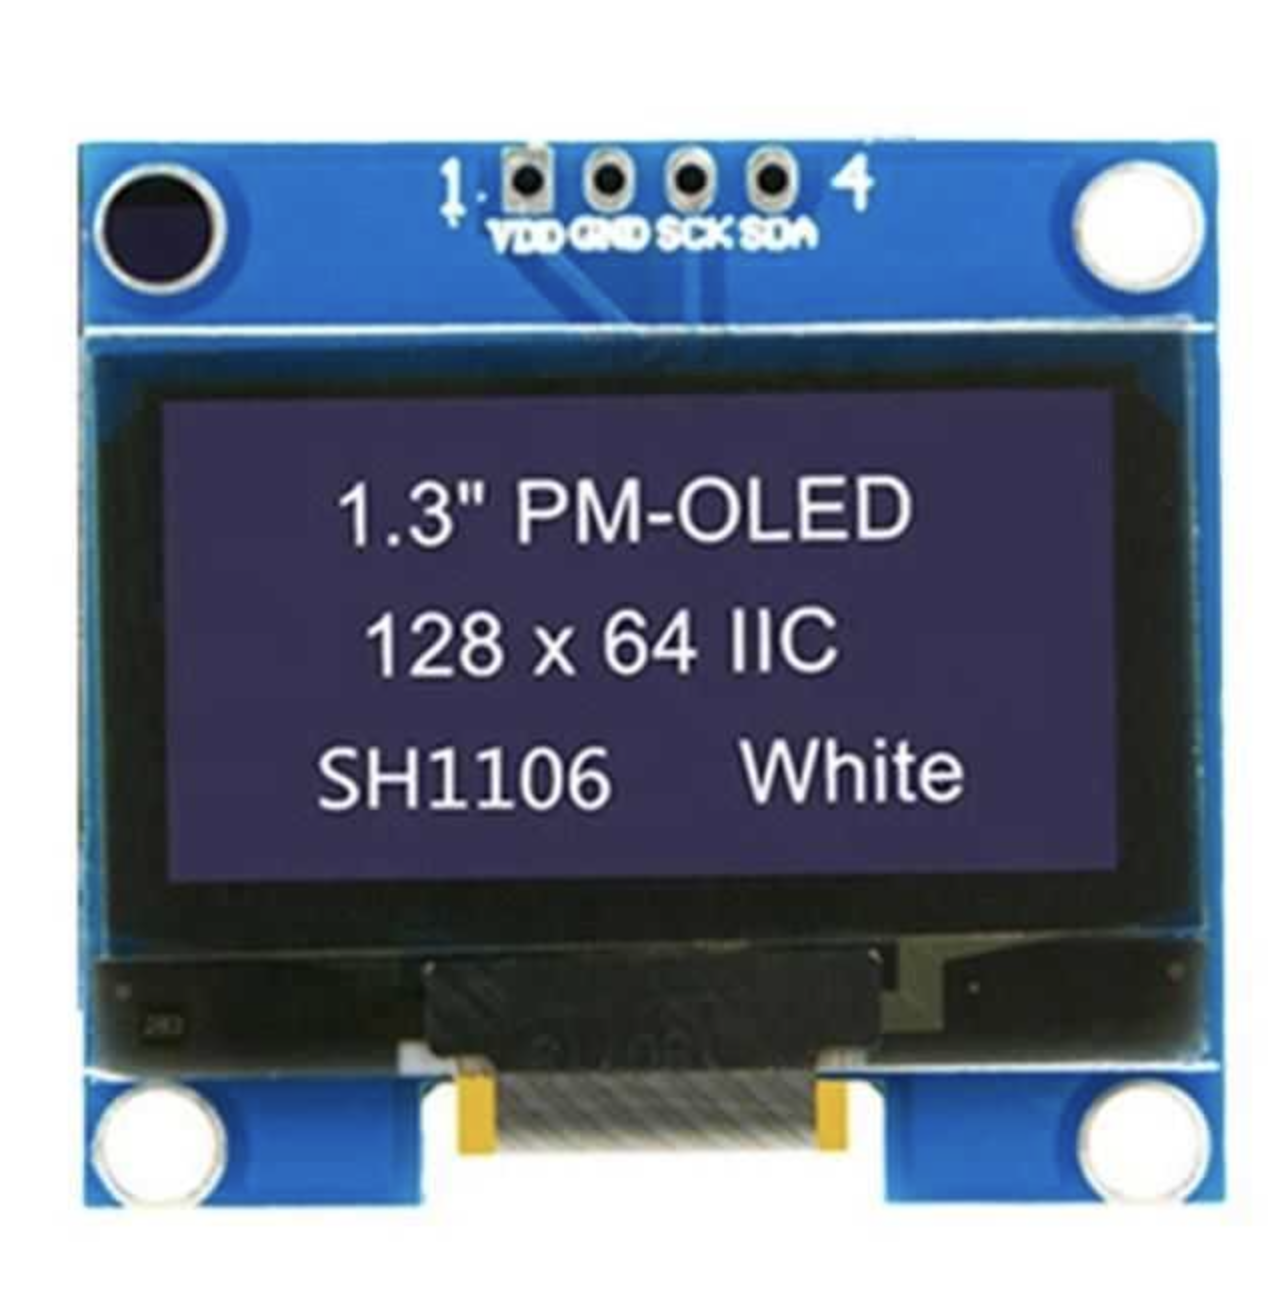 1 4
VDD GND SCK SDA
1.3" PM-OLED
128 x 64 IIC
SH1106 White